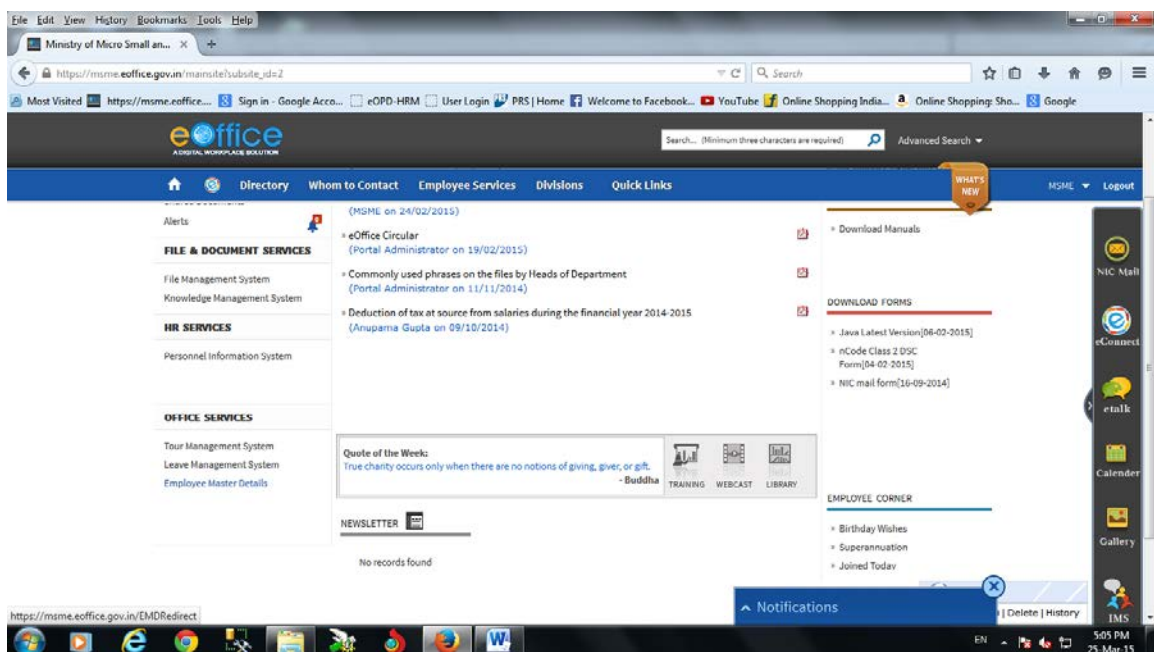 File Edit View History Bookmarks Tools Help
Ministry of Micro Small an... × +
https://msme.eoffice.gov.in/mainsite?subsite_id=2
Search
Most Visited https://msme.eoffice.... Sign in - Google Acco... eOPD-HRM User Login PRS | Home Welcome to Facebook... YouTube Online Shopping India... Online Shopping: Sho... Google
eOffice
A DIGITAL WORKPLACE SOLUTION
Search... (Minimum three characters are required)
Advanced Search
Directory Whom to Contact Employee Services Divisions Quick Links
WHAT'S NEW
MSME Logout
Alerts
FILE & DOCUMENT SERVICES
File Management System
Knowledge Management System
HR SERVICES
Personnel Information System
OFFICE SERVICES
Tour Management System
Leave Management System
Employee Master Details
(MSME on 24/02/2015)
» eOffice Circular
(Portal Administrator on 19/02/2015)
» Commonly used phrases on the files by Heads of Department
(Portal Administrator on 11/11/2014)
» Deduction of tax at source from salaries during the financial year 2014-2015
(Anupama Gupta on 09/10/2014)
Quote of the Week:
True charity occurs only when there are no notions of giving, giver, or gift.
- Buddha
TRAINING WEBCAST LIBRARY
NEWSLETTER
No records found
» Download Manuals
DOWNLOAD FORMS
» Java Latest Version[06-02-2015]
» nCode Class 2 DSC
Form[04-02-2015]
» NIC mail form[16-09-2014]
EMPLOYEE CORNER
» Birthday Wishes
» Superannuation
» Joined Today
NIC Mail
eConnect
etalk
Calender
Gallery
IMS
Notifications
| Delete | History
https://msme.eoffice.gov.in/EMDRedirect
EN
5:05 PM
25-Mar-15